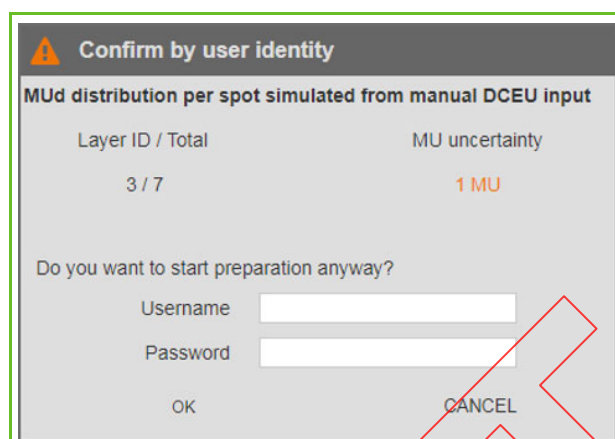 Confirm by user identity
MUd distribution per spot simulated from manual DCEU input
Layer ID / Total MU uncertainty
3 / 7 1 MU
Do you want to start preparation anyway?
Username
Password
OK CANCEL